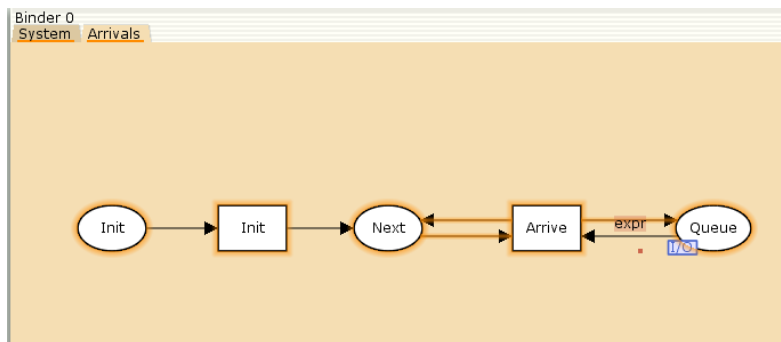 Binder 0
System Arrivals
Init
Init
Next
Arrive
expr
Queue
I/O